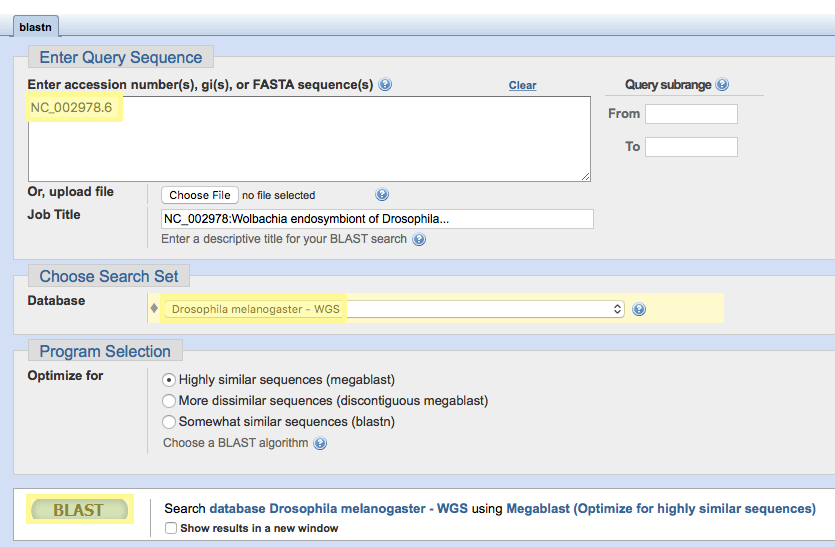 blastn
Enter Query Sequence
Enter accession number(s), gi(s), or FASTA sequence(s) Clear Query subrange
NC_002978.6
From
To
Or, upload file Choose File no file selected
Job Title NC_002978:Wolbachia endosymbiont of Drosophila...
Enter a descriptive title for your BLAST search
Choose Search Set
Database Drosophila melanogaster - WGS
Program Selection
Optimize for Highly similar sequences (megablast)
More dissimilar sequences (discontiguous megablast)
Somewhat similar sequences (blastn)
Choose a BLAST algorithm
BLAST Search database Drosophila melanogaster - WGS using Megablast (Optimize for highly similar sequences)
Show results in a new window